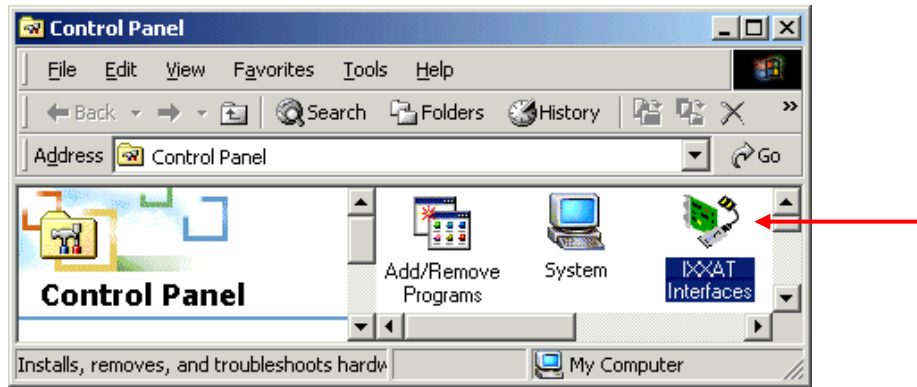 Control Panel
File Edit View Favorites Tools Help
Back Search Folders History »
Address Control Panel Go
Control Panel
Add/Remove
Programs
System
IXXAT
Interfaces
Installs, removes, and troubleshoots hardw My Computer